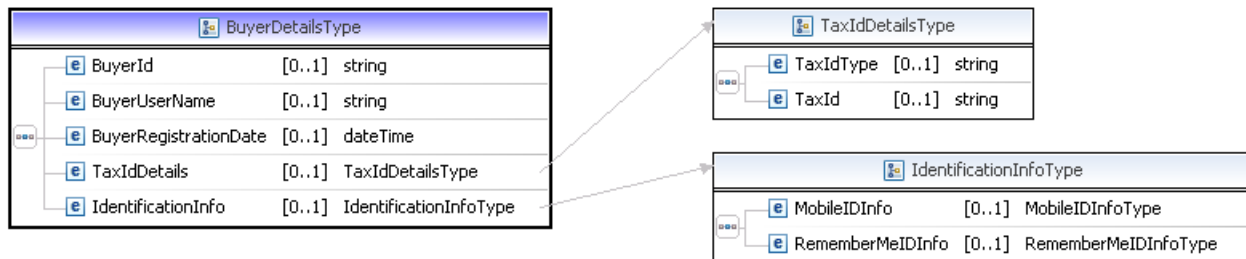 BuyerDetailsType
e BuyerId [0..1] string
e BuyerUserName [0..1] string
e BuyerRegistrationDate [0..1] dateTime
e TaxIdDetails [0..1] TaxIdDetailsType
e IdentificationInfo [0..1] IdentificationInfoType
TaxIdDetailsType
e TaxIdType [0..1] string
e TaxId [0..1] string
IdentificationInfoType
e MobileIDInfo [0..1] MobileIDInfoType
e RememberMeIDInfo [0..1] RememberMeIDInfoType